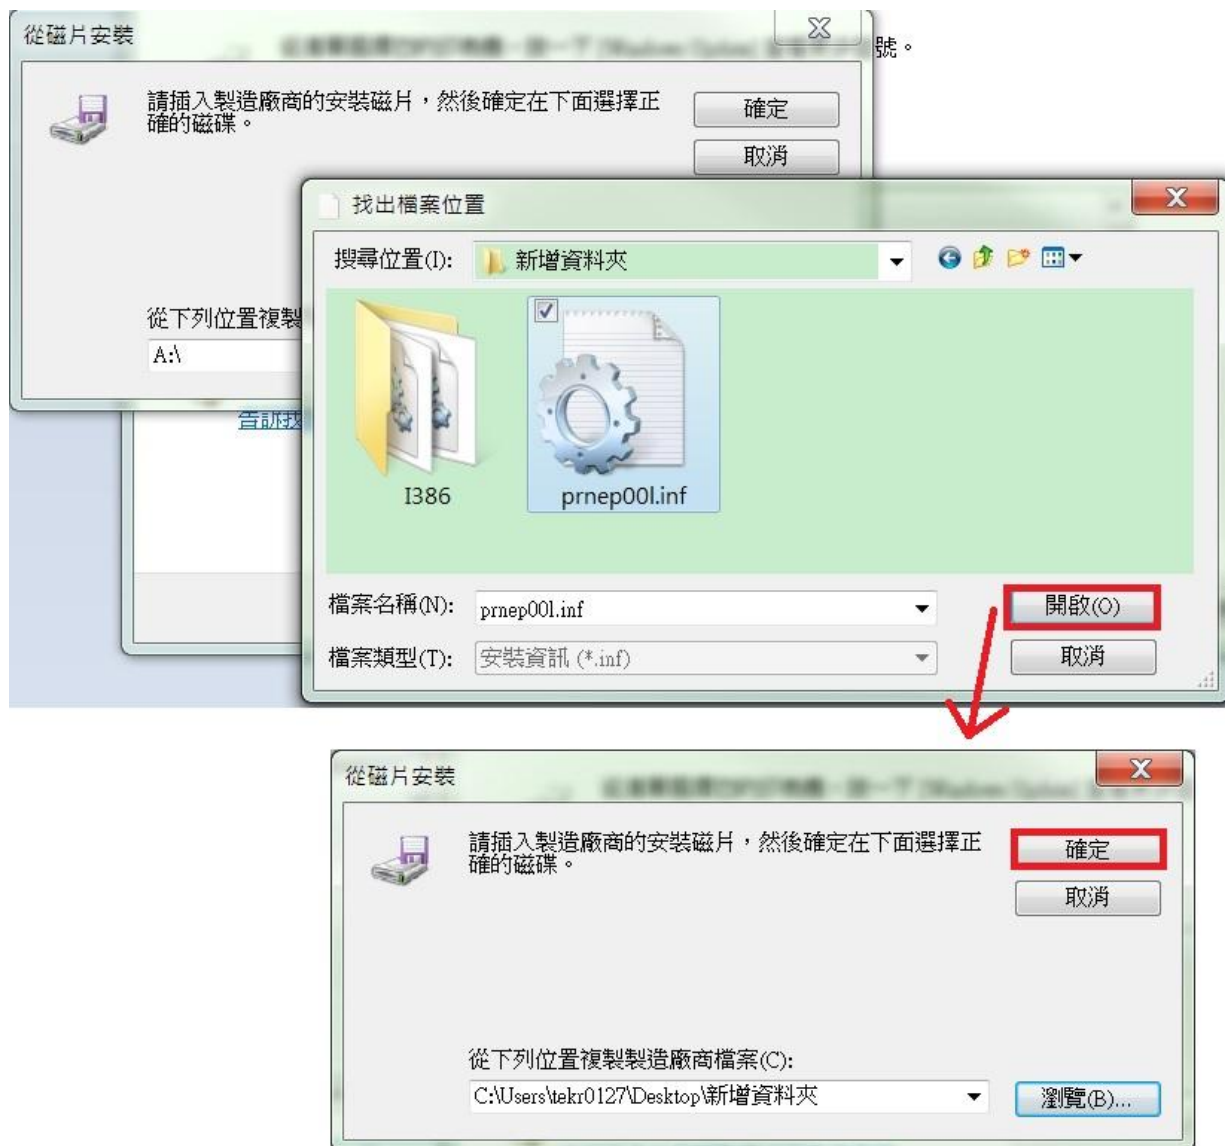 從磁片安裝
號。
請插入製造廠商的安裝磁片，然後確定在下面選擇正
確的磁碟。
確定
取消
找出檔案位置
搜尋位置(I):
新增資料夾
從下列位置複製
A:\
告訴我
I386
prnep00l.inf
檔案名稱(N):
prnep00l.inf
開啟(O)
檔案類型(T):
安裝資訊 (*.inf)
取消
從磁片安裝
請插入製造廠商的安裝磁片，然後確定在下面選擇正
確的磁碟。
確定
取消
從下列位置複製製造廠商檔案(C):
C:\Users\tekr0127\Desktop\新增資料夾
瀏覽(B)...